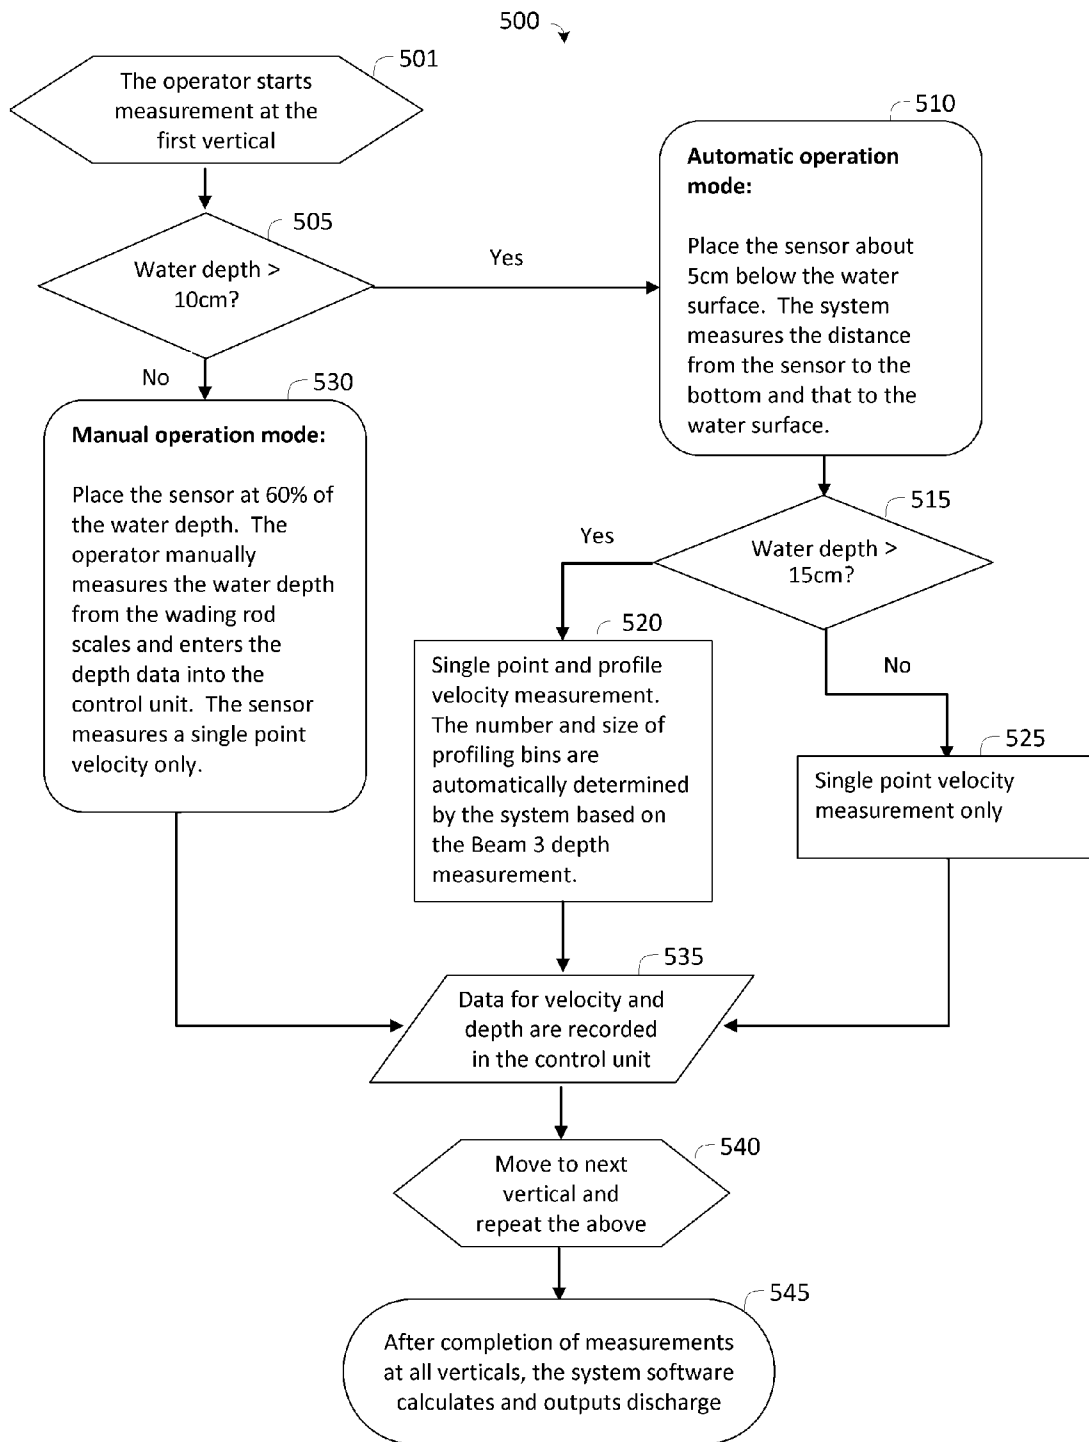 500
501
The operator starts
measurement at the
first vertical
505
Water depth >
10cm?
Yes
No
510
Automatic operation
mode:
Place the sensor about
5cm below the water
surface.  The system
measures the distance
from the sensor to the
bottom and that to the
water surface.
530
Manual operation mode:
Place the sensor at 60% of
the water depth.  The
operator manually
measures the water depth
from the wading rod
scales and enters the
depth data into the
control unit.  The sensor
measures a single point
velocity only.
515
Water depth >
15cm?
Yes
No
520
Single point and profile
velocity measurement.
The number and size of
profiling bins are
automatically determined
by the system based on
the Beam 3 depth
measurement.
525
Single point velocity
measurement only
535
Data for velocity and
depth are recorded
in the control unit
540
Move to next
vertical and
repeat the above
545
After completion of measurements
at all verticals, the system software
calculates and outputs discharge